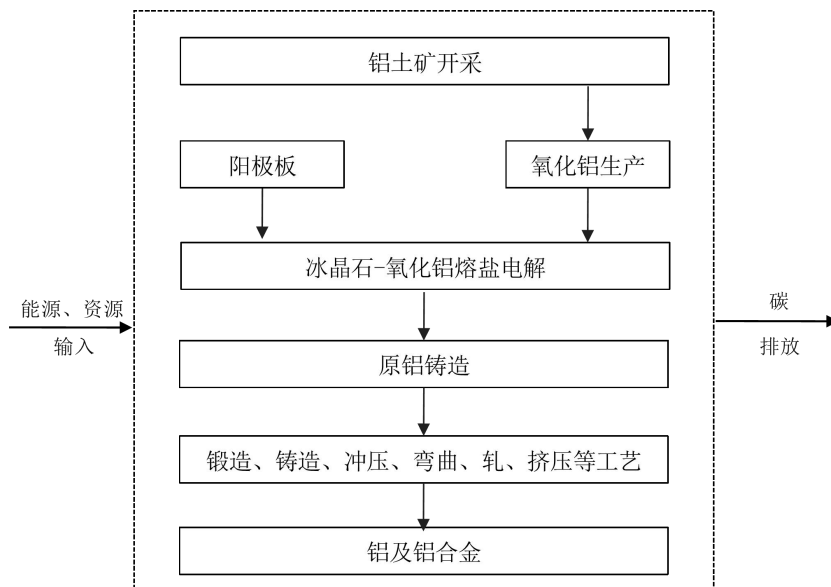 铝土矿开采
阳极板
氧化铝生产
冰晶石-氧化铝熔盐电解
能源、资源
输入
碳
排放
原铝铸造
锻造、铸造、冲压、弯曲、轧、挤压等工艺
铝及铝合金